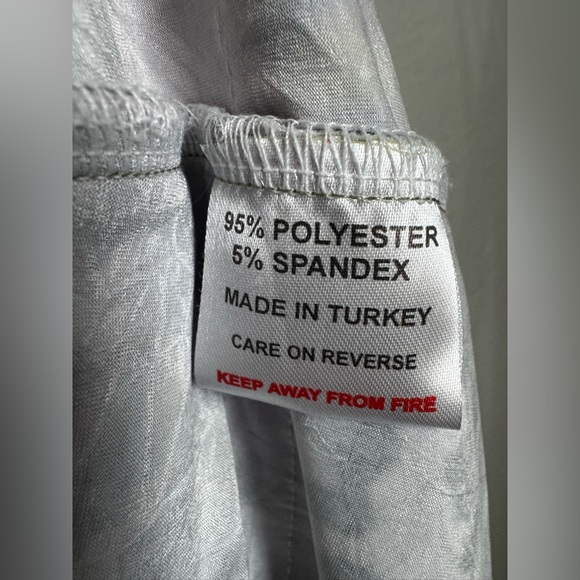 95% POLYESTER
5% SPANDEX
MADE IN TURKEY
CARE ON REVERSE
KEEP AWAY FROM FIRE